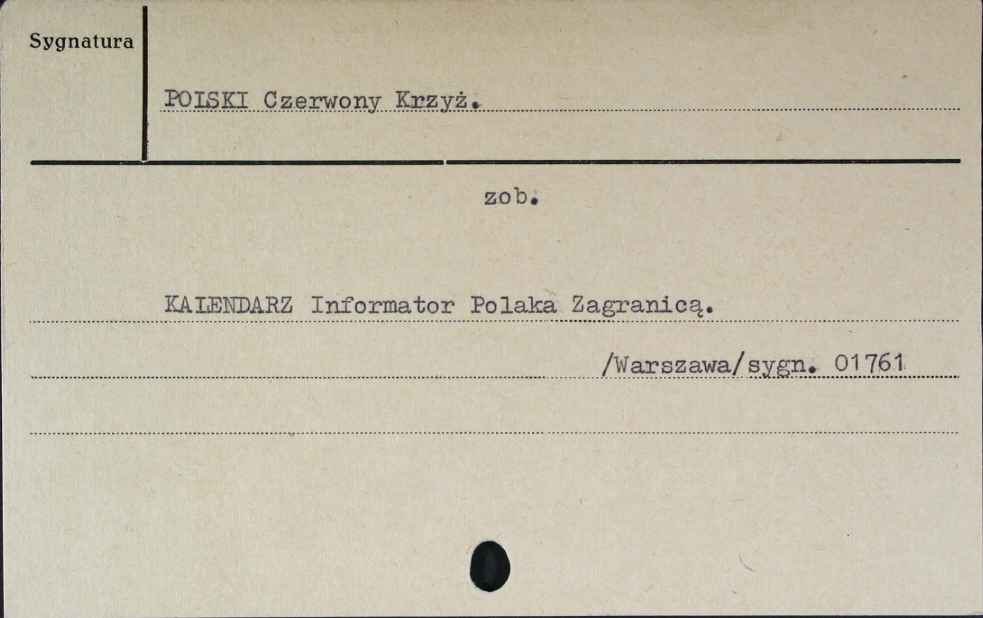 Sygnatura
POLSKI Czerwony Krzyż.
zob.
KALENDARZ Informator Polaka Zagranicą.
/Warszawa/sygn. 01761